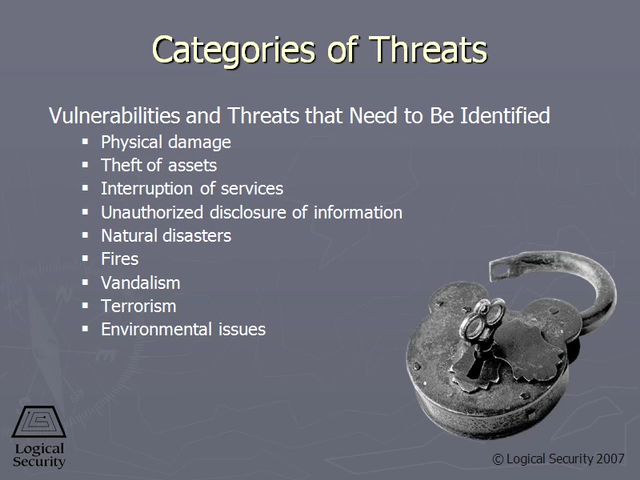 Categories of Threats
Vulnerabilities and Threats that Need to Be Identified
Physical damage
Theft of assets
Interruption of services
Unauthorized disclosure of information
Natural disasters
Fires
Vandalism
Terrorism
Environmental issues
Logical
Security
© Logical Security 2007